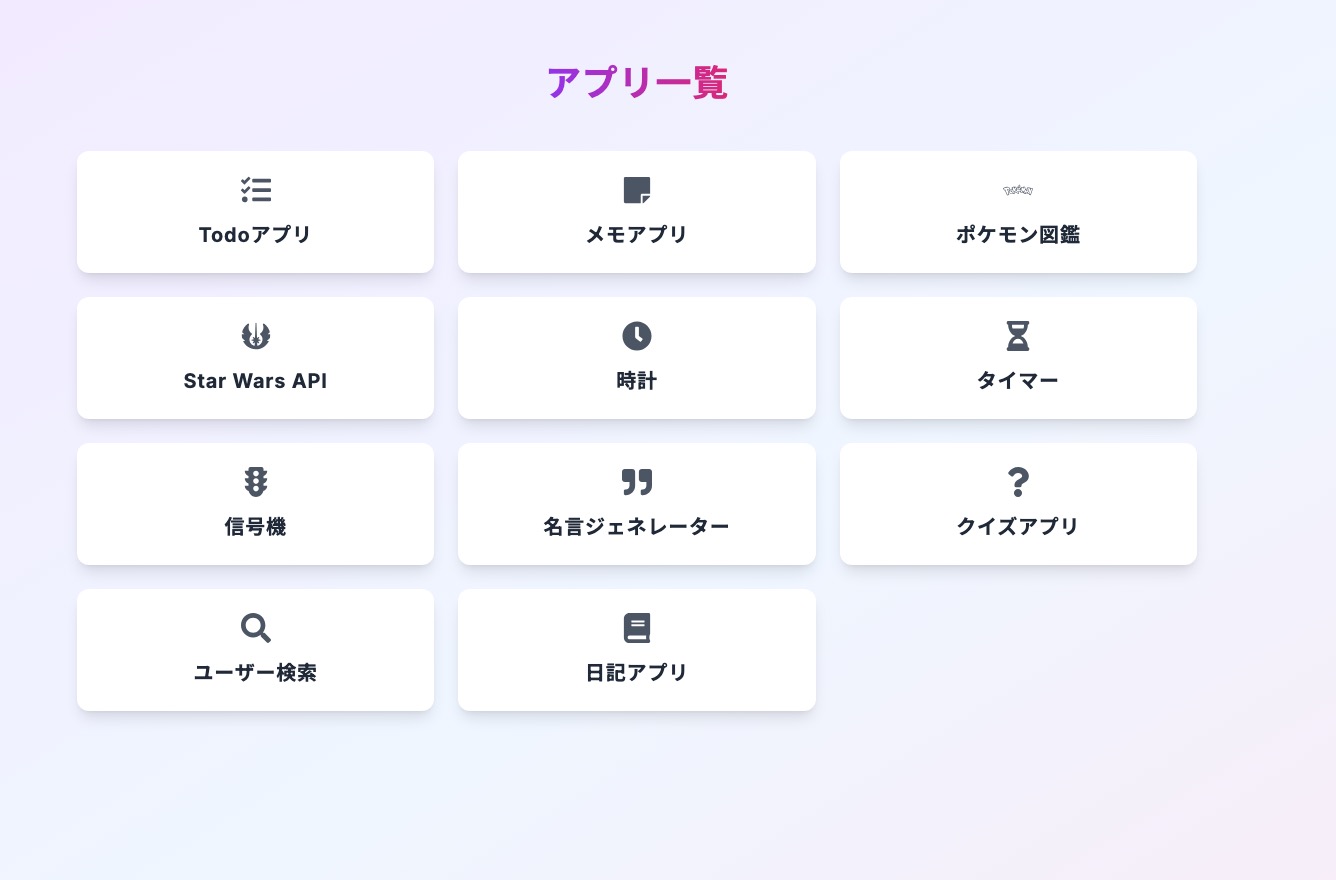 アプリ一覧
Todoアプリ
メモアプリ
Pokémon
ポケモン図鑑
Star Wars API
時計
タイマー
信号機
名言ジェネレーター
クイズアプリ
ユーザー検索
日記アプリ